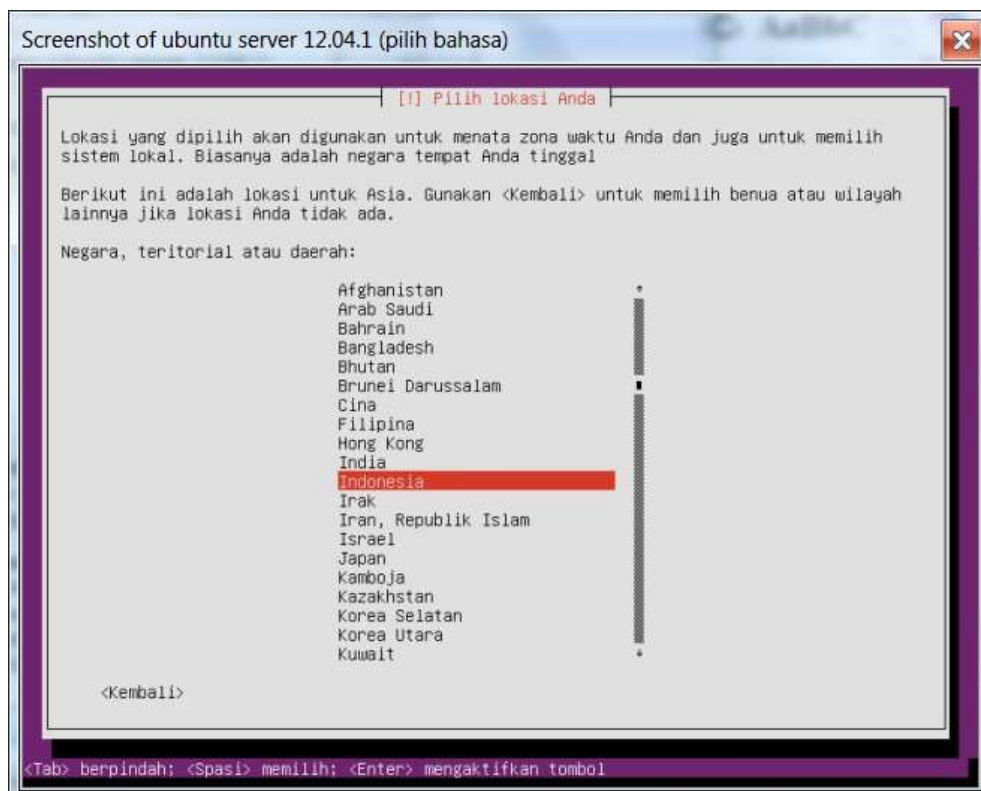 Screenshot of ubuntu server 12.04.1 (pilih bahasa)
[!] Pilih lokasi Anda
Lokasi yang dipilih akan digunakan untuk menata zona waktu Anda dan juga untuk memilih
sistem lokal. Biasanya adalah negara tempat Anda tinggal
Berikut ini adalah lokasi untuk Asia. Gunakan <Kembali> untuk memilih benua atau wilayah
lainnya jika lokasi Anda tidak ada.
Negara, teritorial atau daerah:
Afghanistan
Arab Saudi
Bahrain
Bangladesh
Bhutan
Brunei Darussalam
Cina
Filipina
Hong Kong
India
Indonesia
Irak
Iran, Republik Islam
Israel
Japan
Kamboja
Kazakhstan
Korea Selatan
Korea Utara
Kuwait
<Kembali>
<Tab> berpindah; <Spasi> memilih; <Enter> mengaktifkan tombol